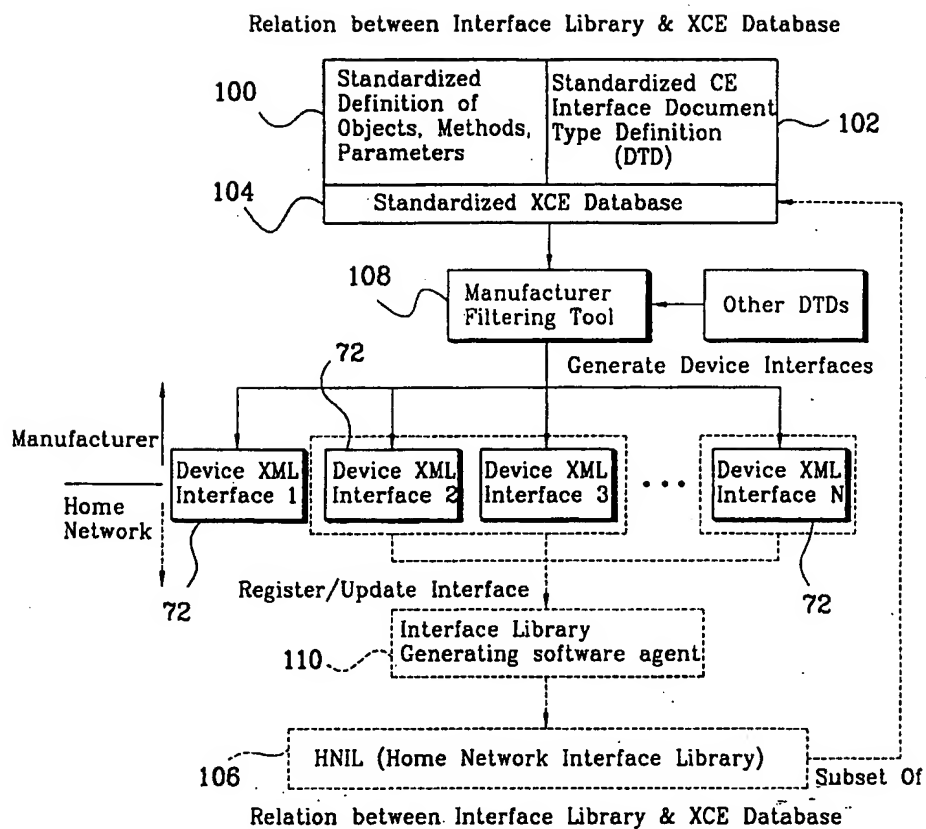 Relation between Interface Library & XCE Database
100
Standardized
Definition of
Objects, Methods,
Parameters
Standardized CE
Interface Document
Type Definition
(DTD)
102
104
Standardized XCE Database
108
Manufacturer
Filtering Tool
Other DTDs
72
Generate Device Interfaces
Manufacturer
Home
Network
Device XML
Interface 1
Device XML
Interface 2
Device XML
Interface 3
Device XML
Interface N
72
Register/Update Interface
72
Interface Library
Generating software agent
110
106
HNIL (Home Network Interface Library)
Subset Of
Relation between Interface Library & XCE Database